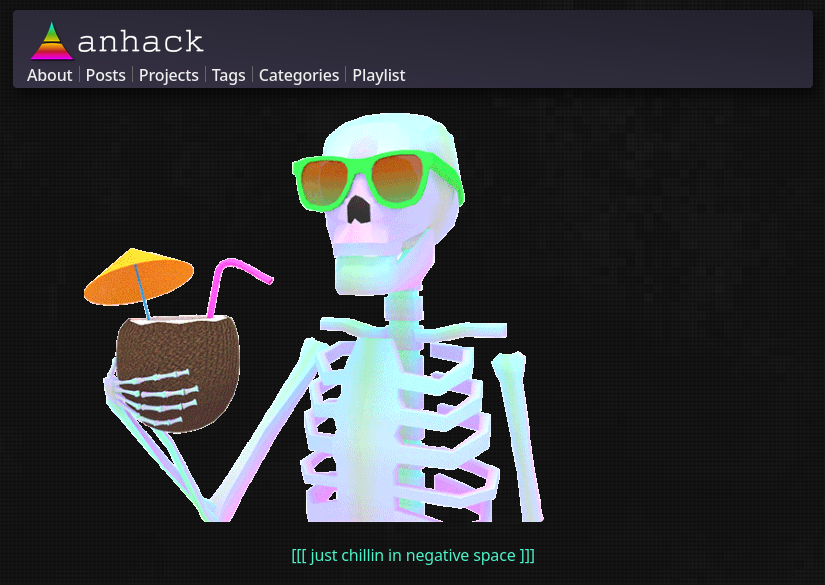 anhack
About Posts Projects Tags Categories Playlist
[[[ just chillin in negative space ]]]